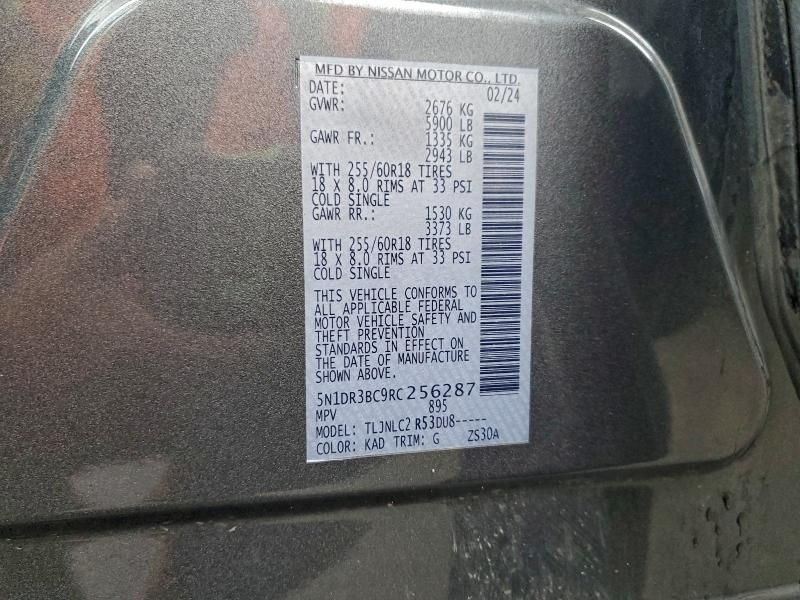 MFD BY NISSAN MOTOR CO., LTD.
DATE: 02/24
GVWR: 2676 KG
5900 LB
GAWR FR.: 1335 KG
2943 LB
WITH 255/60R18 TIRES
18 X 8.0 RIMS AT 33 PSI
COLD SINGLE
GAWR RR.: 1530 KG
3373 LB
WITH 255/60R18 TIRES
18 X 8.0 RIMS AT 33 PSI
COLD SINGLE
THIS VEHICLE CONFORMS TO
ALL APPLICABLE FEDERAL
MOTOR VEHICLE SAFETY AND
THEFT PREVENTION
STANDARDS IN EFFECT ON
THE DATE OF MANUFACTURE
SHOWN ABOVE.
5N1DR3BC9RC256287
MPV 895
MODEL: TLJNLC2 R53DU8-----
COLOR: KAD TRIM: G ZS30A